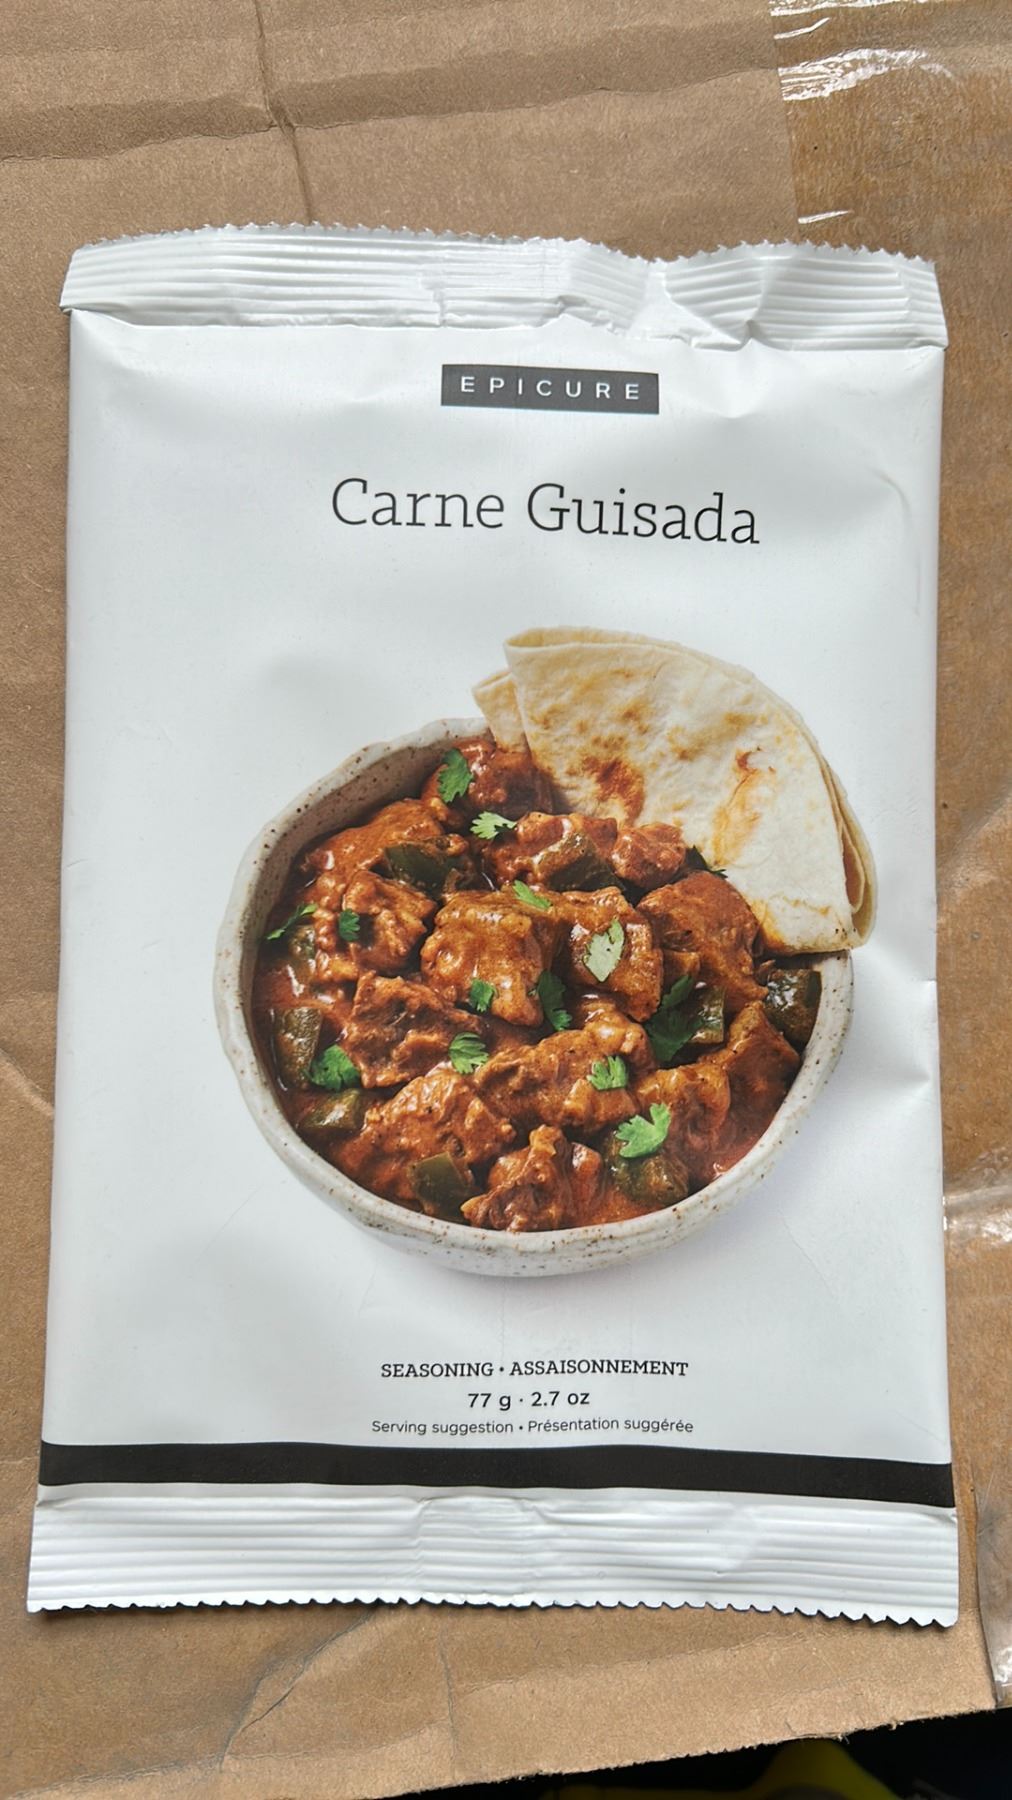 EPICURE
Carne Guisada
SEASONING • ASSAISONNEMENT
77 g · 2.7 oz
Serving suggestion • Présentation suggérée